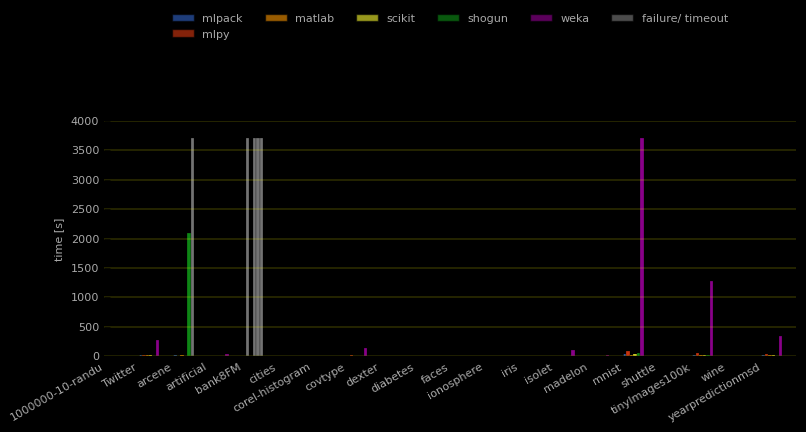 mlpack matlab scikit shogun weka failure/ timeout
mlpy
4000
3500
3000
2500
2000
1500
1000
500
0
time [s]
1000000-10-randu
Twitter
arcene
artificial
bank8FM
cities
corel-histogram
covtype
dexter
diabetes
faces
ionosphere
iris
isolet
madelon
mnist
shuttle
tinyImages100k
wine
yearpredictionmsd